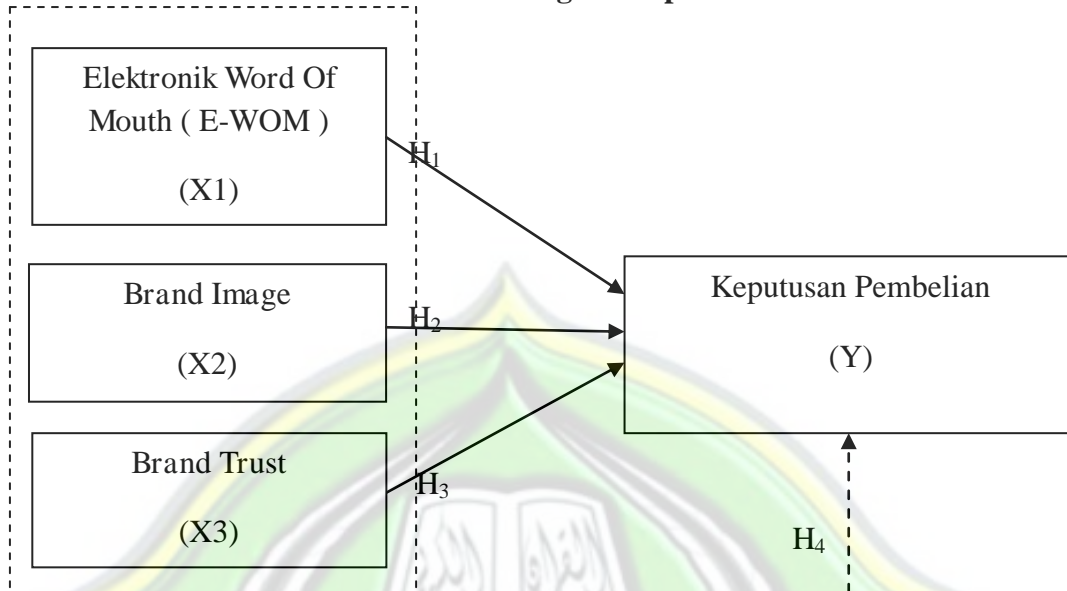 Elektronik Word Of
Mouth ( E-WOM )
(X1)
H₁
Brand Image
(X2)
H₂
Keputusan Pembelian
(Y)
Brand Trust
(X3)
H₃
H₄